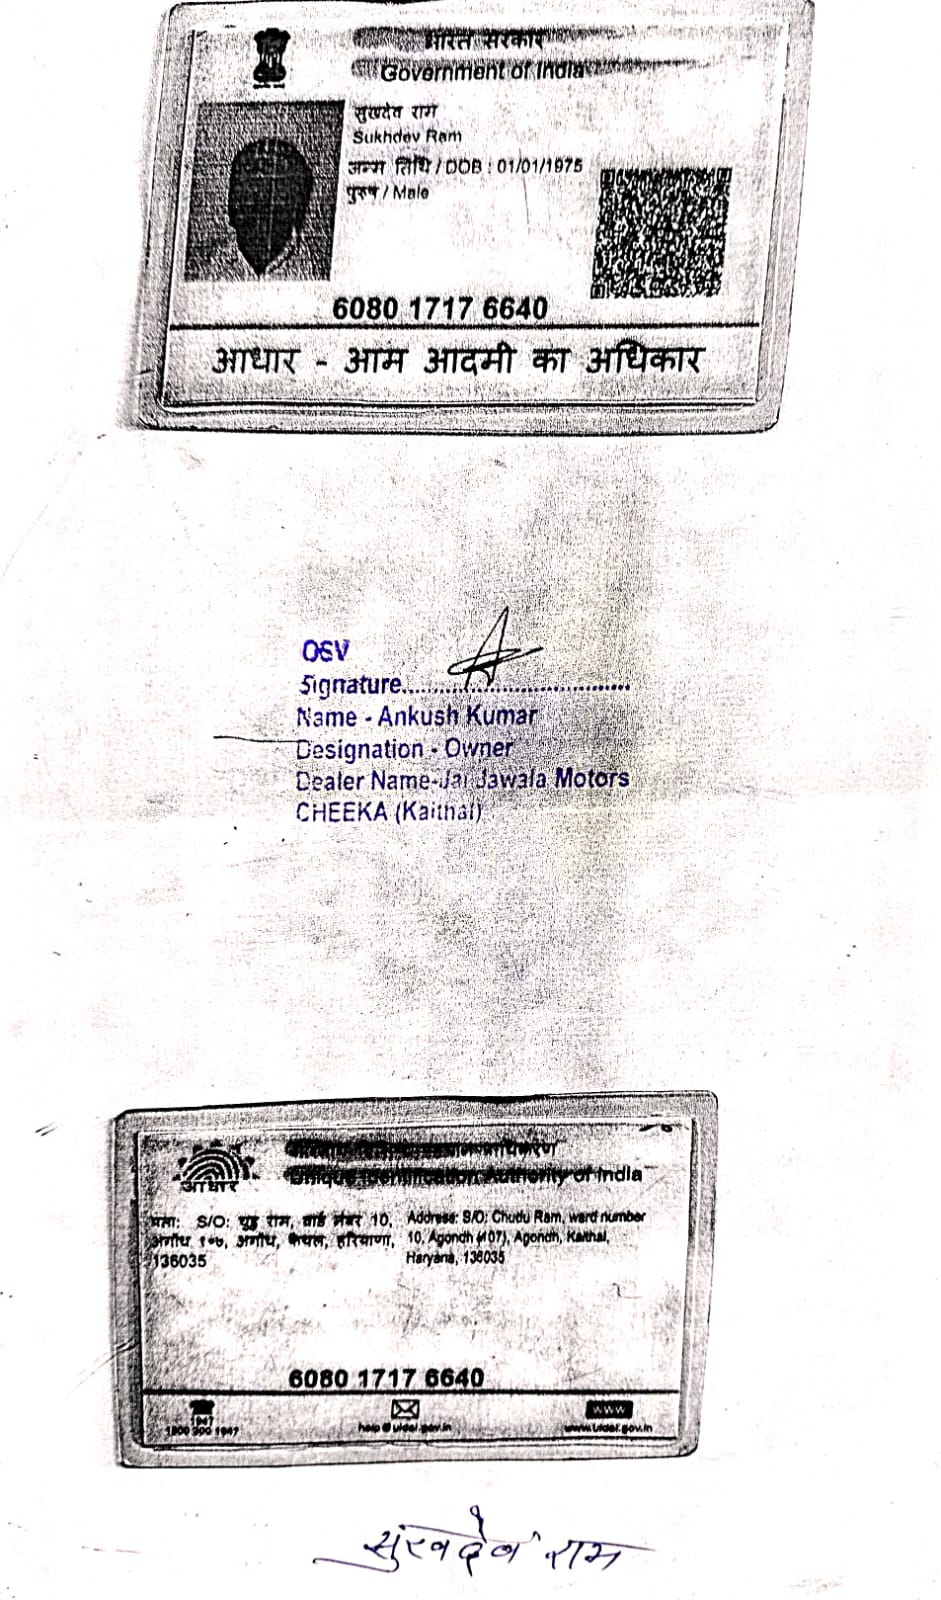 भारत सरकार
Government of India
सुखदेव राम
Sukhdev Ram
जन्म तिथि / DOB : 01/01/1975
पुरुष / Male
6080 1717 6640
आधार - आम आदमी का अधिकार
OSV
Signature
Name - Ankush Kumar
Designation - Owner
Dealer Name-Jai Jawala Motors
CHEEKA (Kaithal)
आधार
Unique Identification Authority of India
पता: S/O: चुहु राम, वार्ड नंबर 10,
अगोंध १०७, अगोंध, कैथल, हरियाणा,
136035
Address: S/O: Chudu Ram, ward number
10, Agondh (107), Agondh, Kaithal,
Haryana, 136035
6080 1717 6640
1947
1800 300 1947
help@uidai.gov.in
www
www.uidai.gov.in
सुखदेव राम